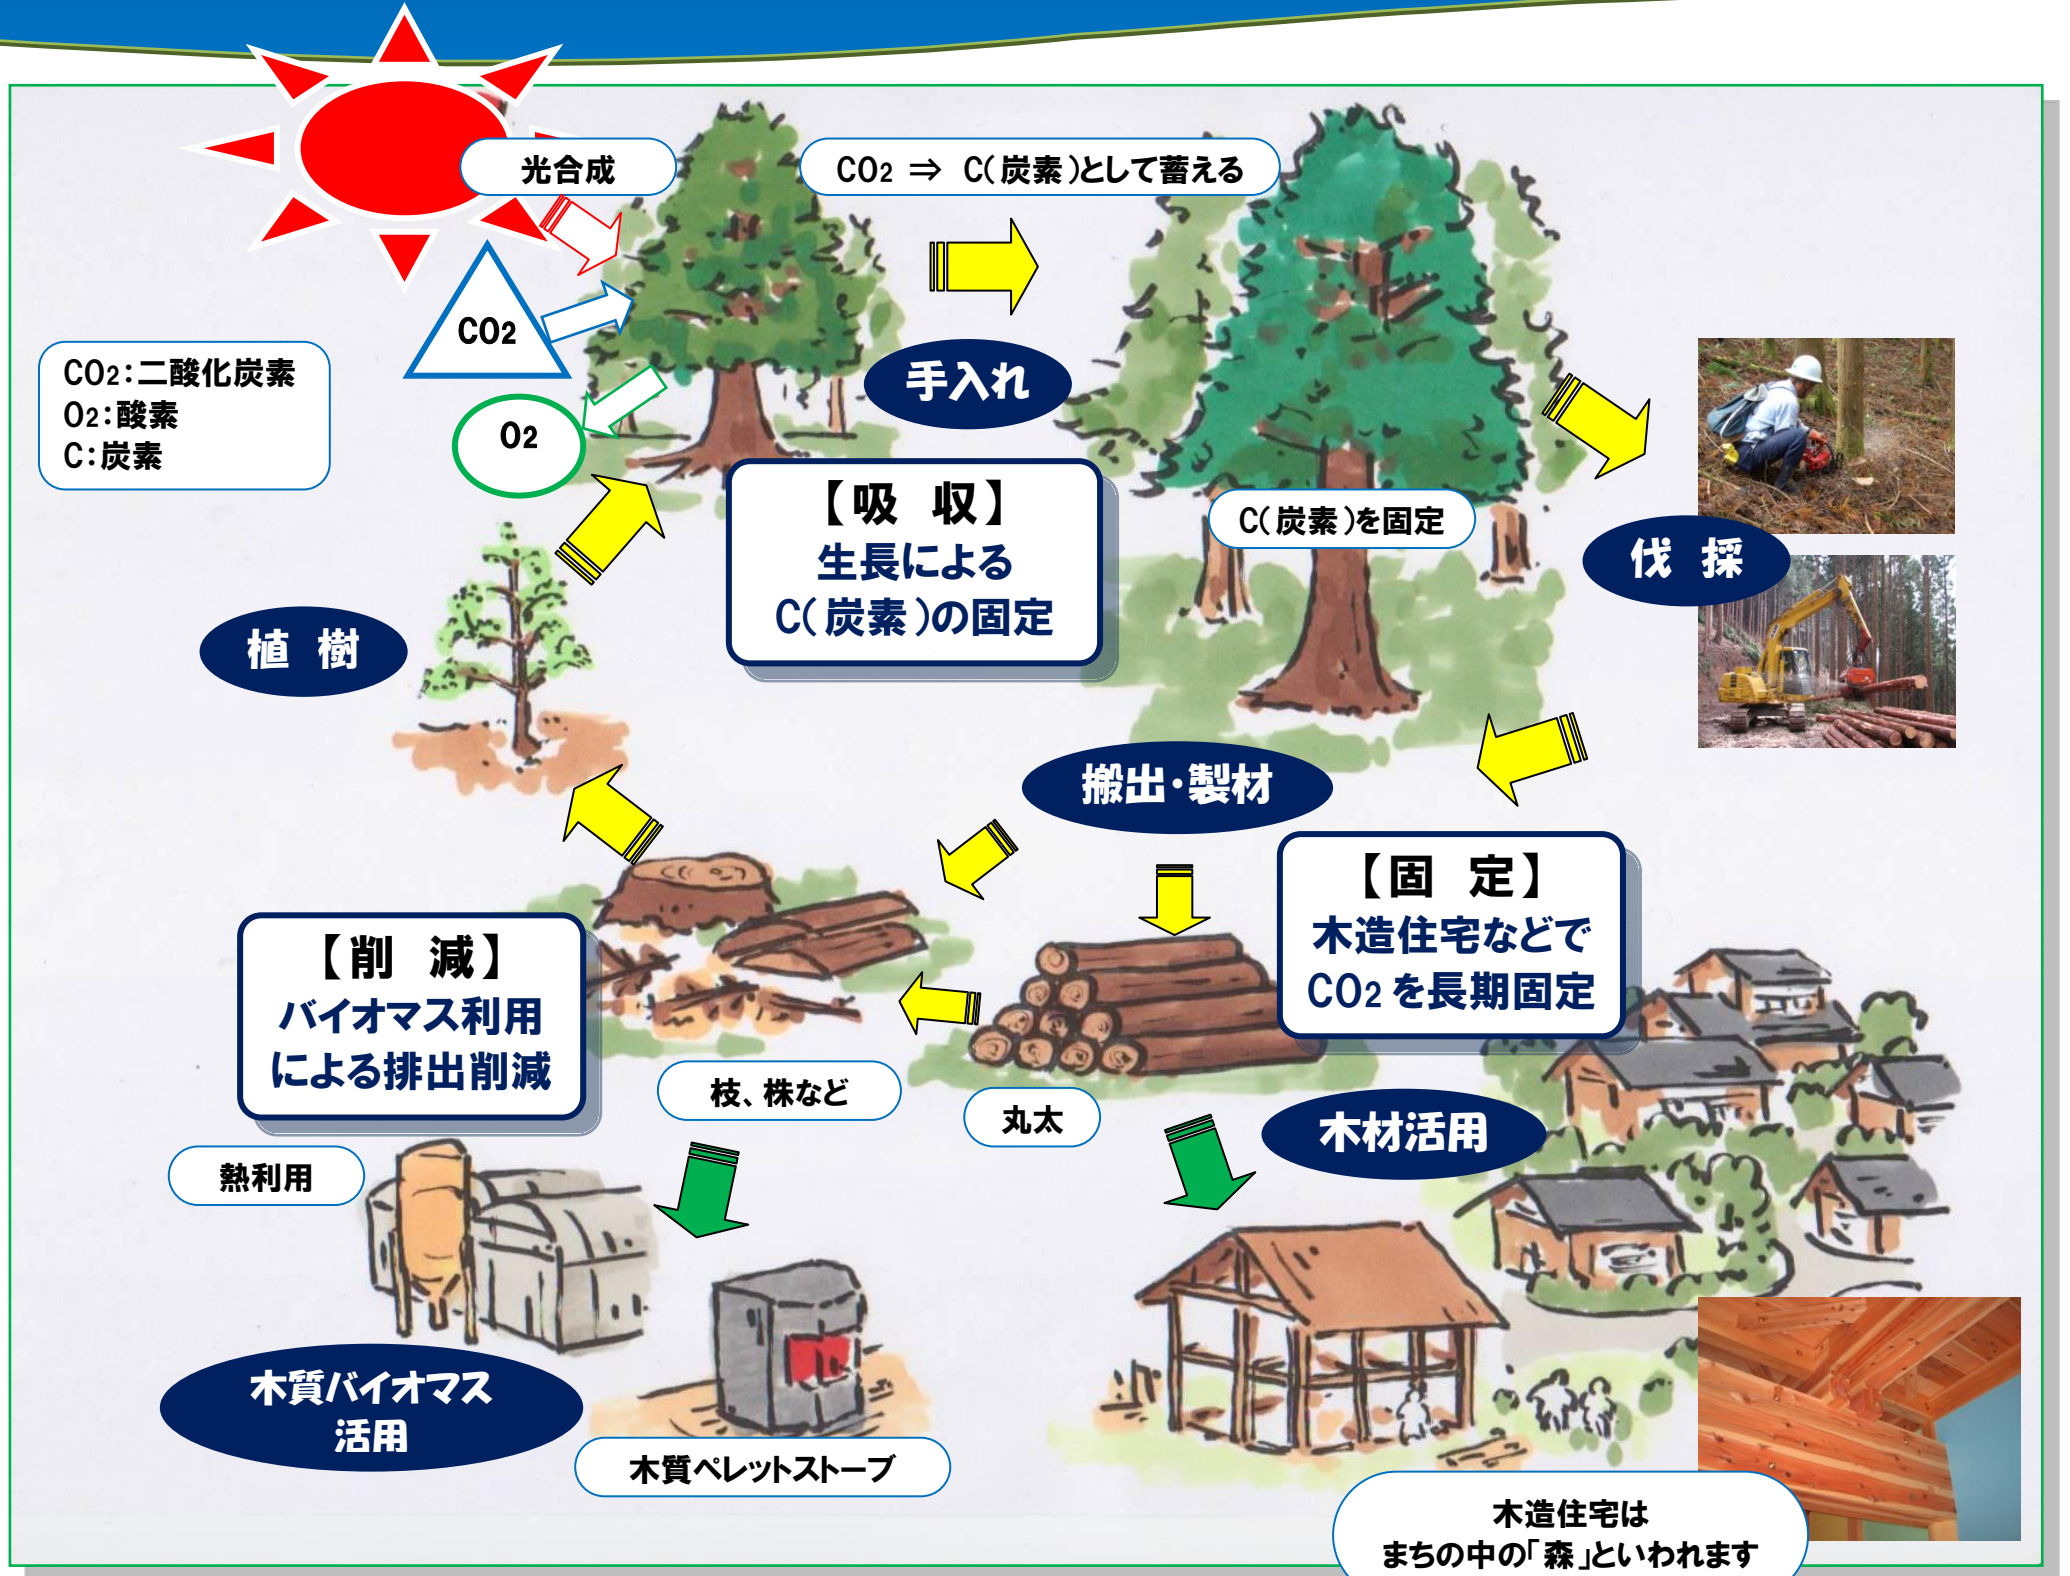 光合成
CO2 ⇒ C(炭素)として蓄える
CO2
CO2:二酸化炭素
O2:酸素
C:炭素
O2
手入れ
【吸 収】
生長による
C(炭素)の固定
C(炭素)を固定
伐 採
植 樹
搬出・製材
【固 定】
木造住宅などで
CO2を長期固定
【削 減】
バイオマス利用
による排出削減
枝、株など
丸太
木材活用
熱利用
木質バイオマス
活用
木質ペレットストーブ
木造住宅は
まちの中の「森」といわれます